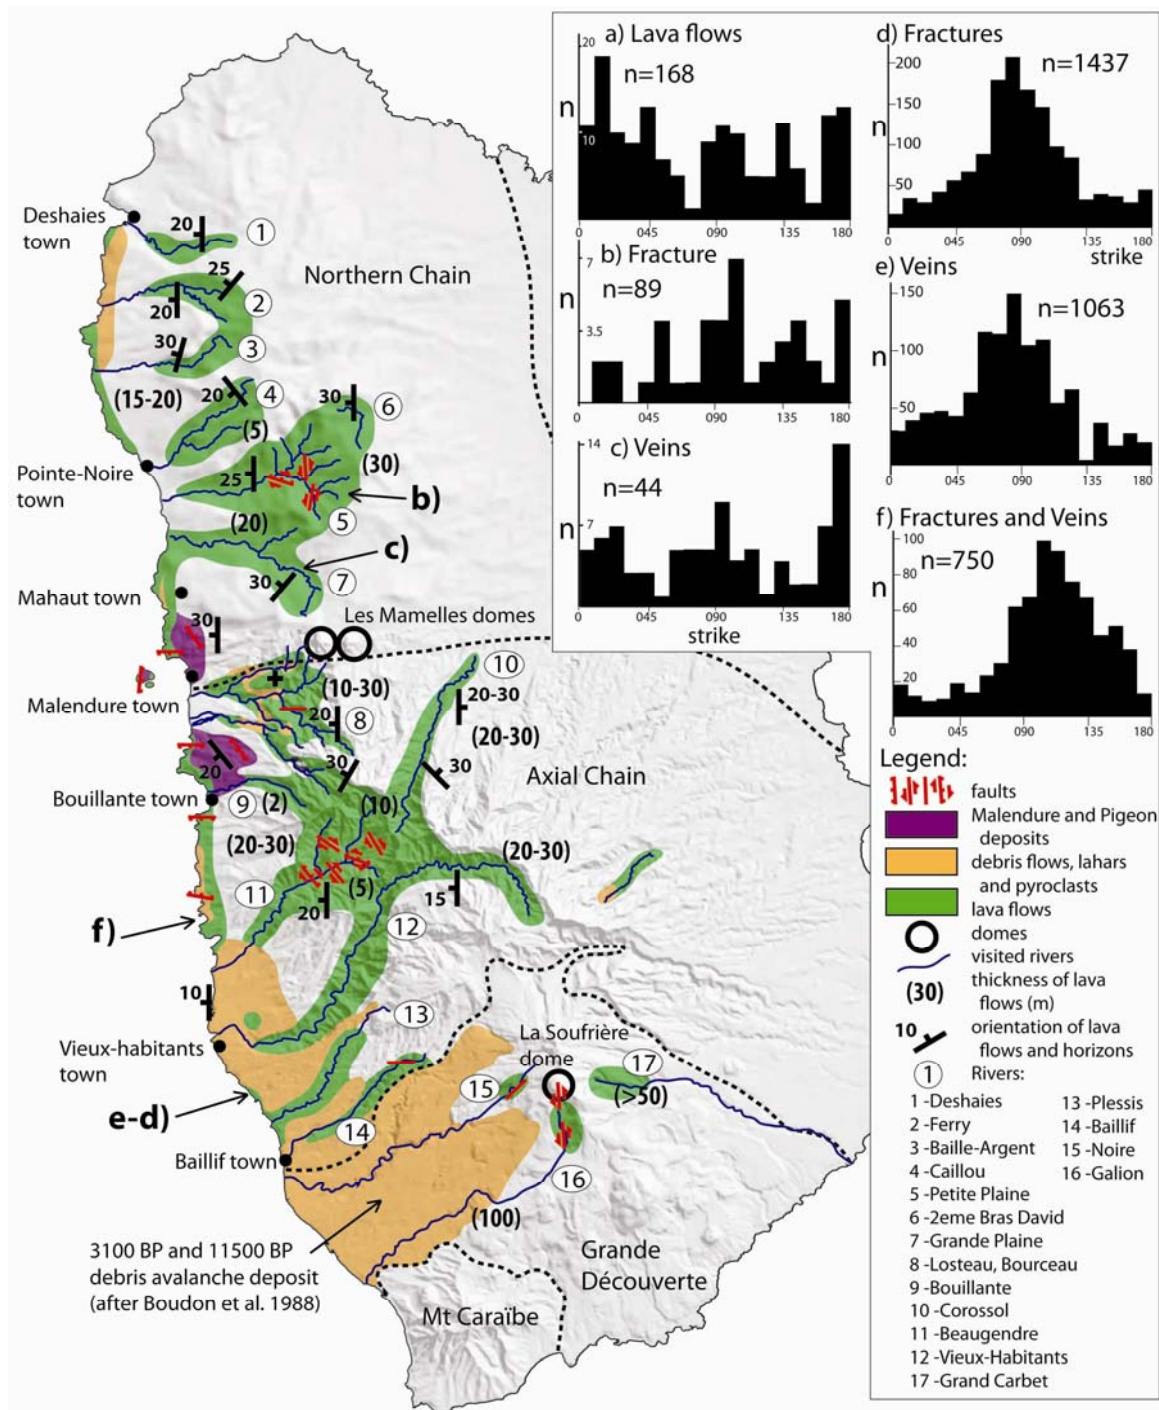 Deshaies
town
20
1
25
20
2
Northern Chain
30
3
(15-20)
20
4
(5)
30
6
Pointe-Noire
town
25
(30)
b)
(20)
5
c)
30
7
Mahaut town
30
Les Mamelles domes
10
Malendure town
(10-30)
20-30
20
8
(20-30)
20
30
30
Axial Chain
Bouillante town
9
(2)
(10)
(20-30)
(20-30)
11
(5)
20
15
12
f)
10
13
Vieux-habitants
town
La Soufrière
dome
17
15
(>50)
e-d)
14
Baillif town
16
(100)
3100 BP and 11500 BP
debris avalanche deposit
(after Boudon et al. 1988)
Grande
Découverte
Mt Caraïbe
a) Lava flows
20
n=168
n
10
0
045
090
135
180
b) Fracture
7
n=89
n
3.5
0
045
090
135
180
c) Veins
14
n=44
n
7
0
045
090
135
180
strike
d) Fractures
200
n=1437
150
n
100
50
0
045
090
135
180
strike
e) Veins
150
n=1063
n
100
50
0
045
090
135
180
f) Fractures and Veins
100
n=750
80
n
60
40
20
0
045
090
135
180
Legend:
faults
Malendure and Pigeon
deposits
debris flows, lahars
and pyroclasts
lava flows
domes
visited rivers
(30)
thickness of lava
flows (m)
10
orientation of lava
flows and horizons
1
Rivers:
1 -Deshaies
2 -Ferry
3 -Baille-Argent
4 -Caillou
5 -Petite Plaine
6 -2eme Bras David
7 -Grande Plaine
8 -Losteau, Bourceau
9 -Bouillante
10 -Corossol
11 -Beaugendre
12 -Vieux-Habitants
17 -Grand Carbet
13 -Plessis
14 -Baillif
15 -Noire
16 -Galion